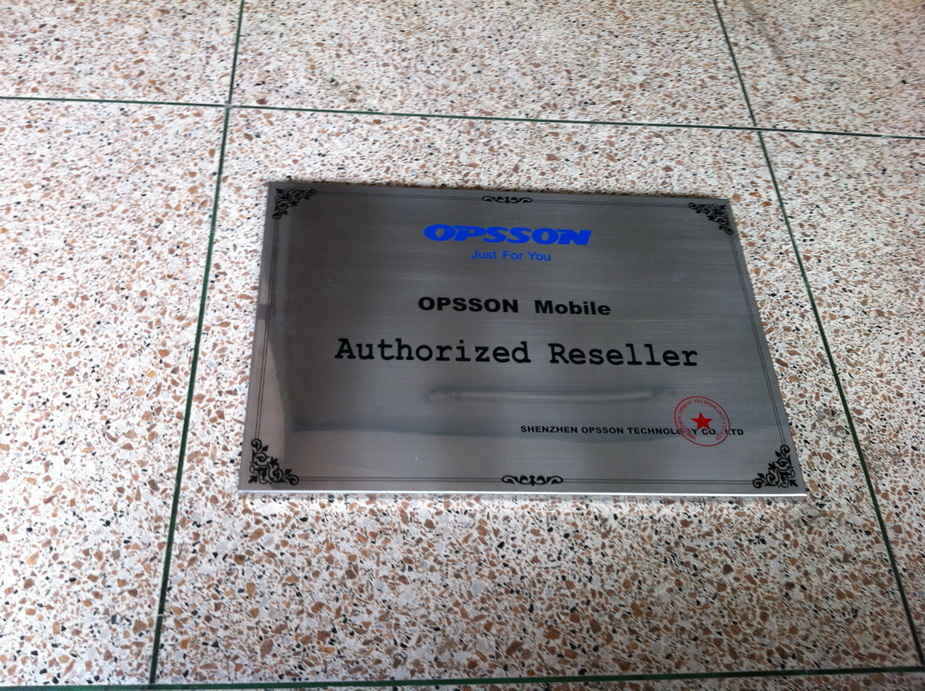 OPSSON
Just For You
OPSSON Mobile
Authorized Reseller
SHENZHEN OPSSON TECHNOLOGY CO., LTD